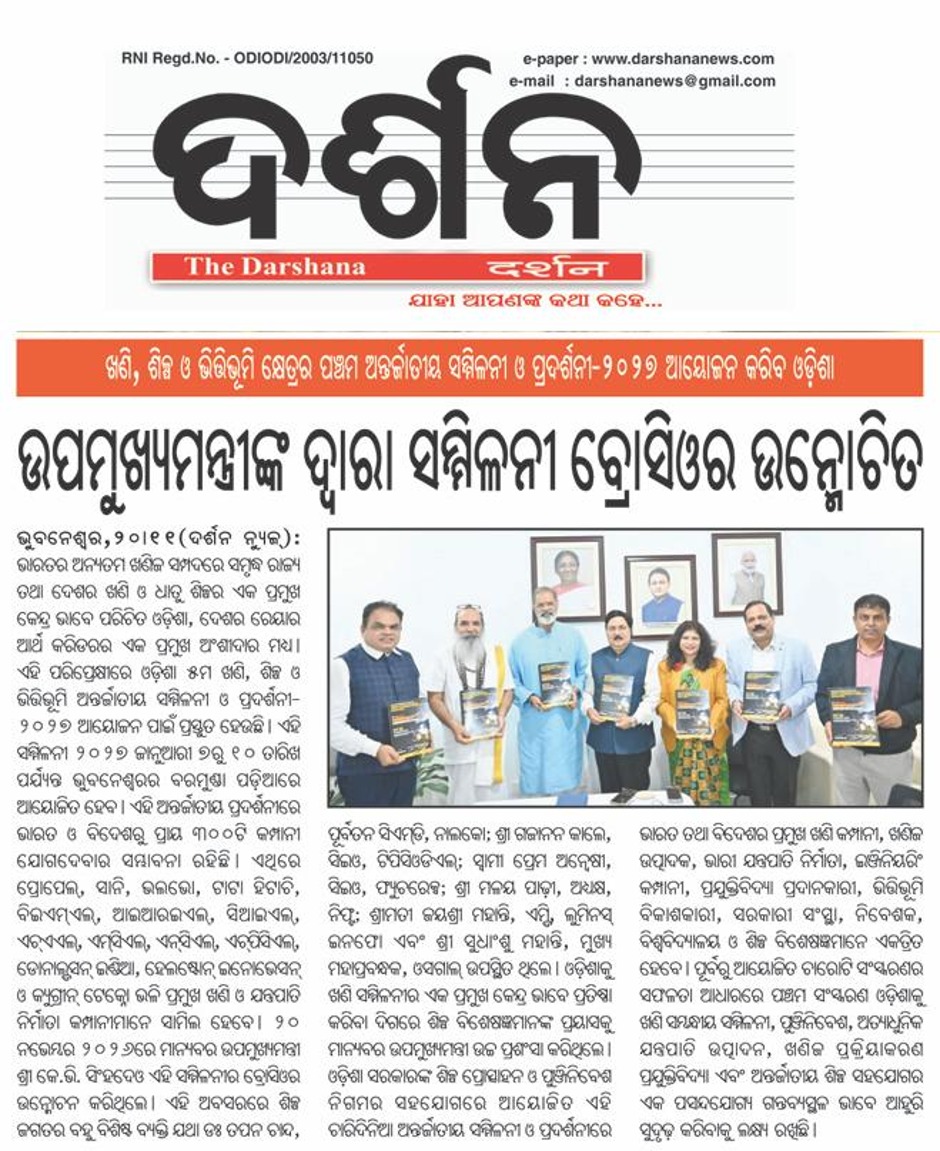 RNI Regd.No. - ODIODI/2003/11050
e-paper : www.darshananews.com
e-mail : darshananews@gmail.com
ଦର୍ଶନ
The Darshana ଦର୍ଶନ
ଯାହା ଆପଣଙ୍କ କଥା କହେ...
ଖଣି, ଶିଳ୍ପ ଓ ଭିତ୍ତିଭୂମି କ୍ଷେତ୍ରର ପଞ୍ଚମ ଅନ୍ତର୍ଜାତୀୟ ସମ୍ମିଳନୀ ଓ ପ୍ରଦର୍ଶନୀ-୨୦୨୭ ଆୟୋଜନ କରିବ ଓଡ଼ିଶା
ଉପମୁଖ୍ୟମନ୍ତ୍ରୀଙ୍କ ଦ୍ୱାରା ସମ୍ମିଳନୀ ବ୍ରୋସିଓର ଉନ୍ମୋଚିତ
ଭୁବନେଶ୍ୱର,୨୦।୧୧(ଦର୍ଶନ ନ୍ୟୁଜ୍):
ଭାରତର ଅନ୍ୟତମ ଖଣିଜ ସମ୍ପଦରେ ସମୃଦ୍ଧ ରାଜ୍ୟ
ତଥା ଦେଶର ଖଣି ଓ ଧାତୁ ଶିଳ୍ପର ଏକ ପ୍ରମୁଖ
କେନ୍ଦ୍ର ଭାବେ ପରିଚିତ ଓଡ଼ିଶା, ଦେଶର ରେୟାର
ଆର୍ଥ କରିଡରର ଏକ ପ୍ରମୁଖ ଅଂଶୀଦାର ମଧ୍ୟ।
ଏହି ପରିପ୍ରେକ୍ଷୀରେ ଓଡ଼ିଶା ୫ମ ଖଣି, ଶିଳ୍ପ ଓ
ଭିତ୍ତିଭୂମି ଅନ୍ତର୍ଜାତୀୟ ସମ୍ମିଳନୀ ଓ ପ୍ରଦର୍ଶନୀ-
୨୦୨୭ ଆୟୋଜନ ପାଇଁ ପ୍ରସ୍ତୁତ ହେଉଛି। ଏହି
ସମ୍ମିଳନୀ ୨୦୨୭ ଜାନୁଆରୀ ୭ରୁ ୧୦ ତାରିଖ
ପର୍ଯ୍ୟନ୍ତ ଭୁବନେଶ୍ୱରର ବରମୁଣ୍ଡା ପଡ଼ିଆରେ
ଆୟୋଜିତ ହେବ। ଏହି ଅନ୍ତର୍ଜାତୀୟ ପ୍ରଦର୍ଶନୀରେ
ଭାରତ ଓ ବିଦେଶରୁ ପ୍ରାୟ ୩୦୦ଟି କମ୍ପାନୀ
ଯୋଗଦେବାର ସମ୍ଭାବନା ରହିଛି। ଏଥିରେ
ପ୍ରୋପେଲ୍, ସାନି, ଭଲଭୋ, ଟାଟା ହିଟାଚି,
ବିଇଏମ୍ଏଲ୍, ଆଇଆରଇଏଲ୍, ସିଆଇଏଲ୍,
ଏଚ୍ଏଏଲ୍, ଏମ୍ସିଏଲ୍, ଏନ୍ସିଏଲ୍, ଏଚ୍ପିସିଏଲ୍,
ଡୋନାଲ୍ଡସନ୍ ଇଣ୍ଡିଆ, ହେଲଷ୍ଟୋନ୍ ଇନୋଭେସନ୍
ଓ କ୍ୟୁଗ୍ରୀନ୍ ଟେକ୍ନୋ ଭଳି ପ୍ରମୁଖ ଖଣି ଓ ଯନ୍ତ୍ରପାତି
ନିର୍ମାତା କମ୍ପାନୀମାନେ ସାମିଲ ହେବେ। ୨୦
ନଭେମ୍ବର ୨୦୨୬ରେ ମାନ୍ୟବର ଉପମୁଖ୍ୟମନ୍ତ୍ରୀ
ଶ୍ରୀ କେ.ଭି. ସିଂହଦେଓ ଏହି ସମ୍ମିଳନୀର ବ୍ରୋସିଓର
ଉନ୍ମୋଚନ କରିଥିଲେ। ଏହି ଅବସରରେ ଶିଳ୍ପ
ଜଗତର ବହୁ ବିଶିଷ୍ଟ ବ୍ୟକ୍ତି ଯଥା ଡଃ ତପନ ଚାନ୍ଦ,
ପୂର୍ବତନ ସିଏମ୍‌ଡି, ନାଲକୋ; ଶ୍ରୀ ଗଜାନନ କାଲେ,
ସିଇଓ, ଟିପିସିଓଡିଏଲ୍; ସ୍ୱାମୀ ପ୍ରେମ ଅନ୍ୱେଷୀ,
ସିଇଓ, ଫ୍ୟୁଚରେକ୍ସ; ଶ୍ରୀ ମଳୟ ପାଢ଼ୀ, ଅଧ୍ୟକ୍ଷ,
ନିଫ୍ଟ; ଶ୍ରୀମତୀ ଜୟଶ୍ରୀ ମହାନ୍ତି, ଏମ୍‌ଡି, ଲୁମିନସ୍
ଇନଫୋ ଏବଂ ଶ୍ରୀ ସୁଧାଂଶୁ ମହାନ୍ତି, ମୁଖ୍ୟ
ମହାପ୍ରବନ୍ଧକ, ଓସଗାଲ୍ ଉପସ୍ଥିତ ଥିଲେ। ଓଡ଼ିଶାକୁ
ଖଣି ସମ୍ମିଳନୀର ଏକ ପ୍ରମୁଖ କେନ୍ଦ୍ର ଭାବେ ପ୍ରତିଷ୍ଠା
କରିବା ଦିଗରେ ଶିଳ୍ପ ବିଶେଷଜ୍ଞମାନଙ୍କ ପ୍ରୟାସକୁ
ମାନ୍ୟବର ଉପମୁଖ୍ୟମନ୍ତ୍ରୀ ଉଚ୍ଚ ପ୍ରଶଂସା କରିଥିଲେ।
ଓଡ଼ିଶା ସରକାରଙ୍କ ଶିଳ୍ପ ପ୍ରୋତ୍ସାହନ ଓ ପୁଞ୍ଜିନିବେଶ
ନିଗମର ସହଯୋଗରେ ଆୟୋଜିତ ଏହି
ଚାରିଦିନିଆ ଅନ୍ତର୍ଜାତୀୟ ସମ୍ମିଳନୀ ଓ ପ୍ରଦର୍ଶନୀରେ
ଭାରତ ତଥା ବିଦେଶର ପ୍ରମୁଖ ଖଣି କମ୍ପାନୀ, ଖଣିଜ
ଉତ୍ପାଦକ, ଭାରୀ ଯନ୍ତ୍ରପାତି ନିର୍ମାତା, ଇଞ୍ଜିନିୟରିଂ
କମ୍ପାନୀ, ପ୍ରଯୁକ୍ତିବିଦ୍ୟା ପ୍ରଦାନକାରୀ, ଭିତ୍ତିଭୂମି
ବିକାଶକାରୀ, ସରକାରୀ ସଂସ୍ଥା, ନିବେଶକ,
ବିଶ୍ୱବିଦ୍ୟାଳୟ ଓ ଶିଳ୍ପ ବିଶେଷଜ୍ଞମାନେ ଏକତ୍ରିତ
ହେବେ। ପୂର୍ବରୁ ଆୟୋଜିତ ଚାରୋଟି ସଂସ୍କରଣର
ସଫଳତା ଆଧାରରେ ପଞ୍ଚମ ସଂସ୍କରଣ ଓଡ଼ିଶାକୁ
ଖଣି ସମ୍ବନ୍ଧୀୟ ସମ୍ମିଳନୀ, ପୁଞ୍ଜିନିବେଶ, ଅତ୍ୟାଧୁନିକ
ଯନ୍ତ୍ରପାତି ଉତ୍ପାଦନ, ଖଣିଜ ପ୍ରକ୍ରିୟାକରଣ
ପ୍ରଯୁକ୍ତିବିଦ୍ୟା ଏବଂ ଅନ୍ତର୍ଜାତୀୟ ଶିଳ୍ପ ସହଯୋଗର
ଏକ ପସନ୍ଦଯୋଗ୍ୟ ଗନ୍ତବ୍ୟସ୍ଥଳ ଭାବେ ଆହୁରି
ସୁଦୃଢ଼ କରିବାକୁ ଲକ୍ଷ୍ୟ ରଖିଛି।